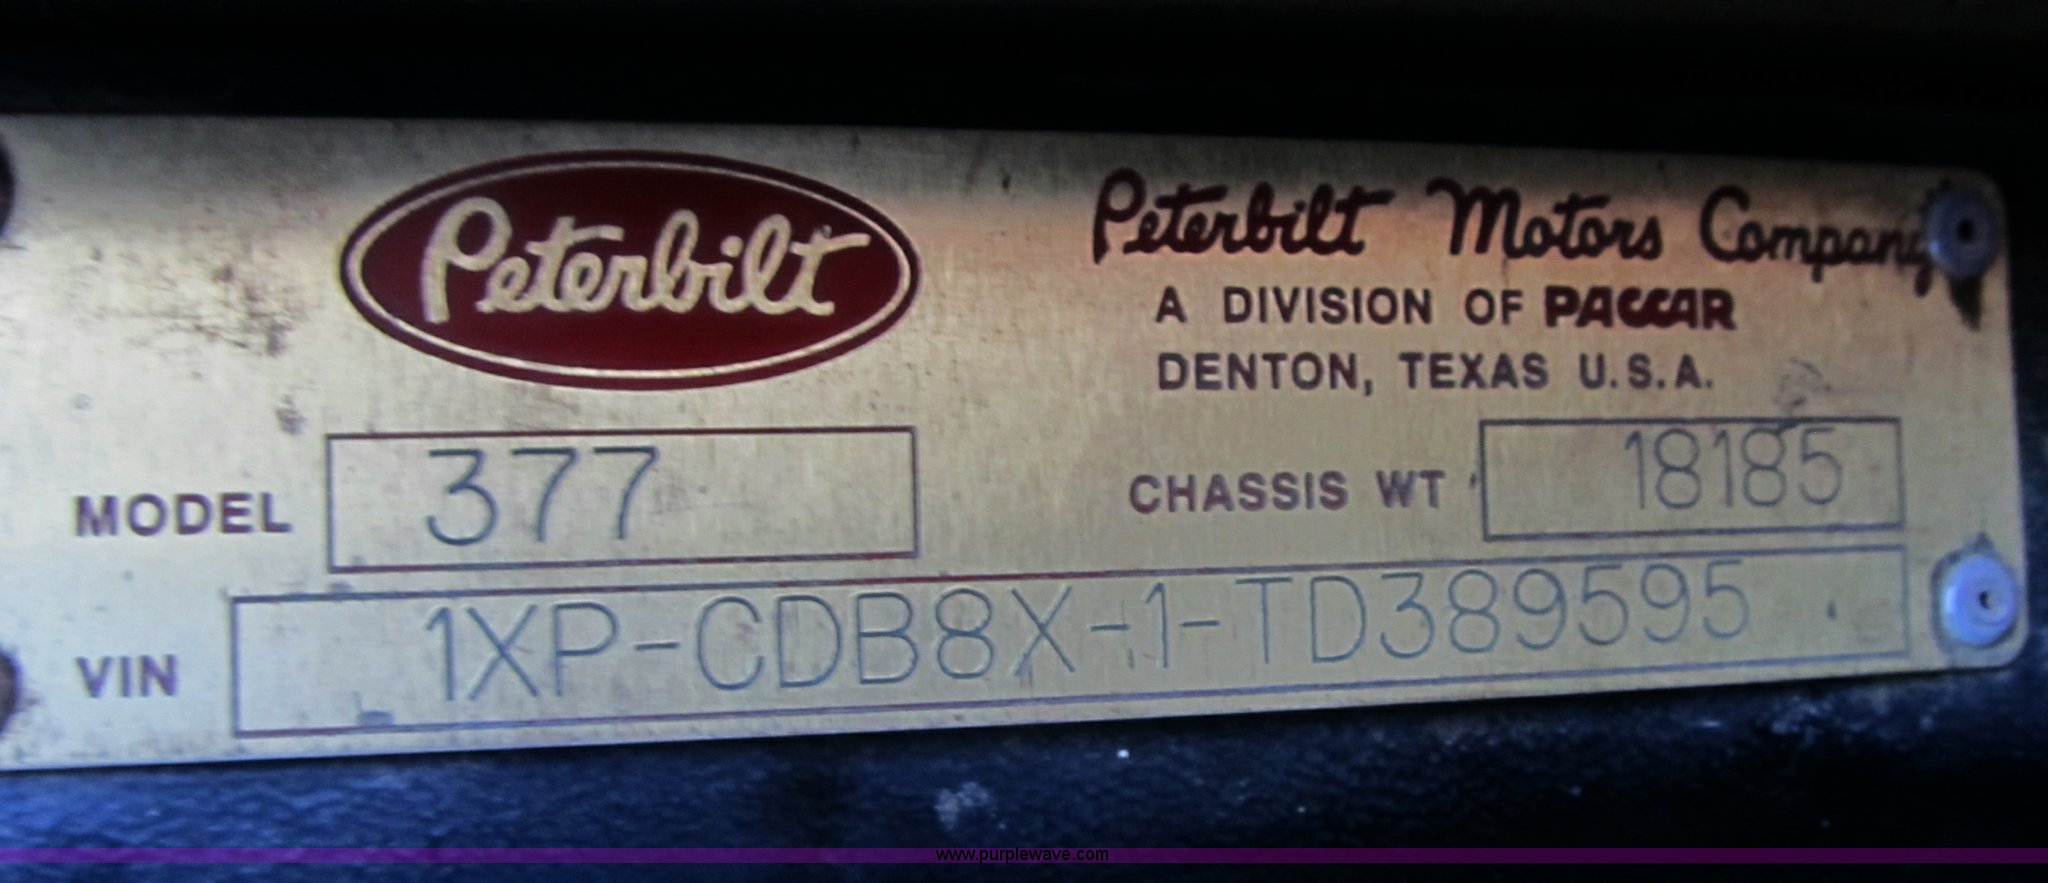 Peterbilt
Peterbilt Motors Company
A DIVISION OF PACCAR
DENTON, TEXAS U.S.A.
MODEL 377
CHASSIS WT 18185
VIN 1XP-CDB8X-1-TD389595
www.purplewave.com